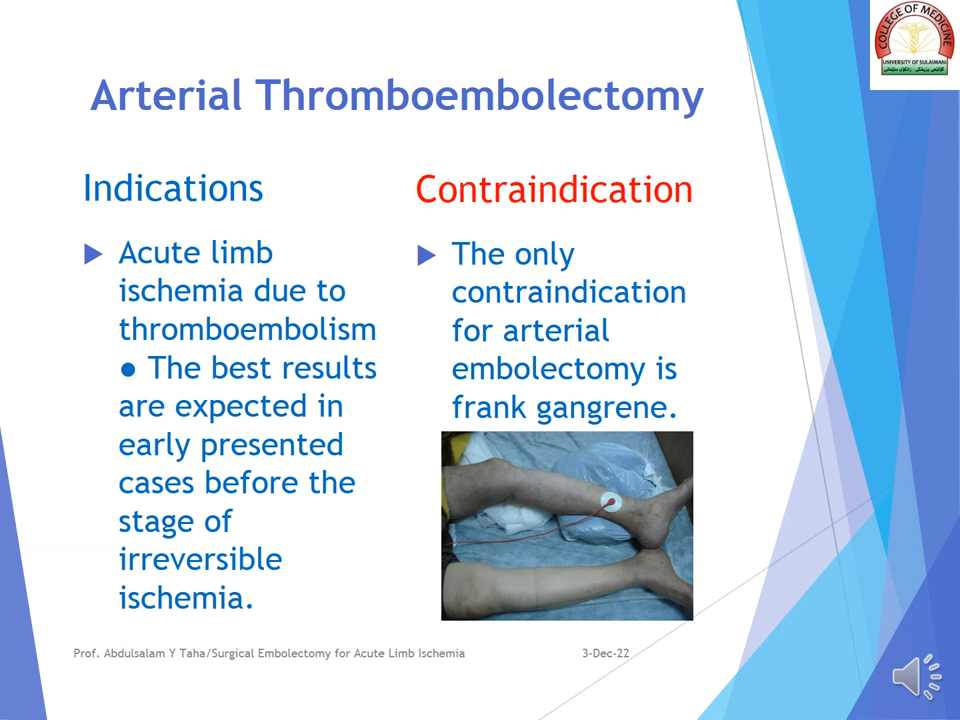 COLLEGE OF MEDICINE
UNIVERSITY OF SULAIMANI
Arterial Thromboembolectomy
Indications
Acute limb
ischemia due to
thromboembolism
● The best results
are expected in
early presented
cases before the
stage of
irreversible
ischemia.
Contraindication
The only
contraindication
for arterial
embolectomy is
frank gangrene.
Prof. Abdulsalam Y Taha/Surgical Embolectomy for Acute Limb Ischemia
3-Dec-22